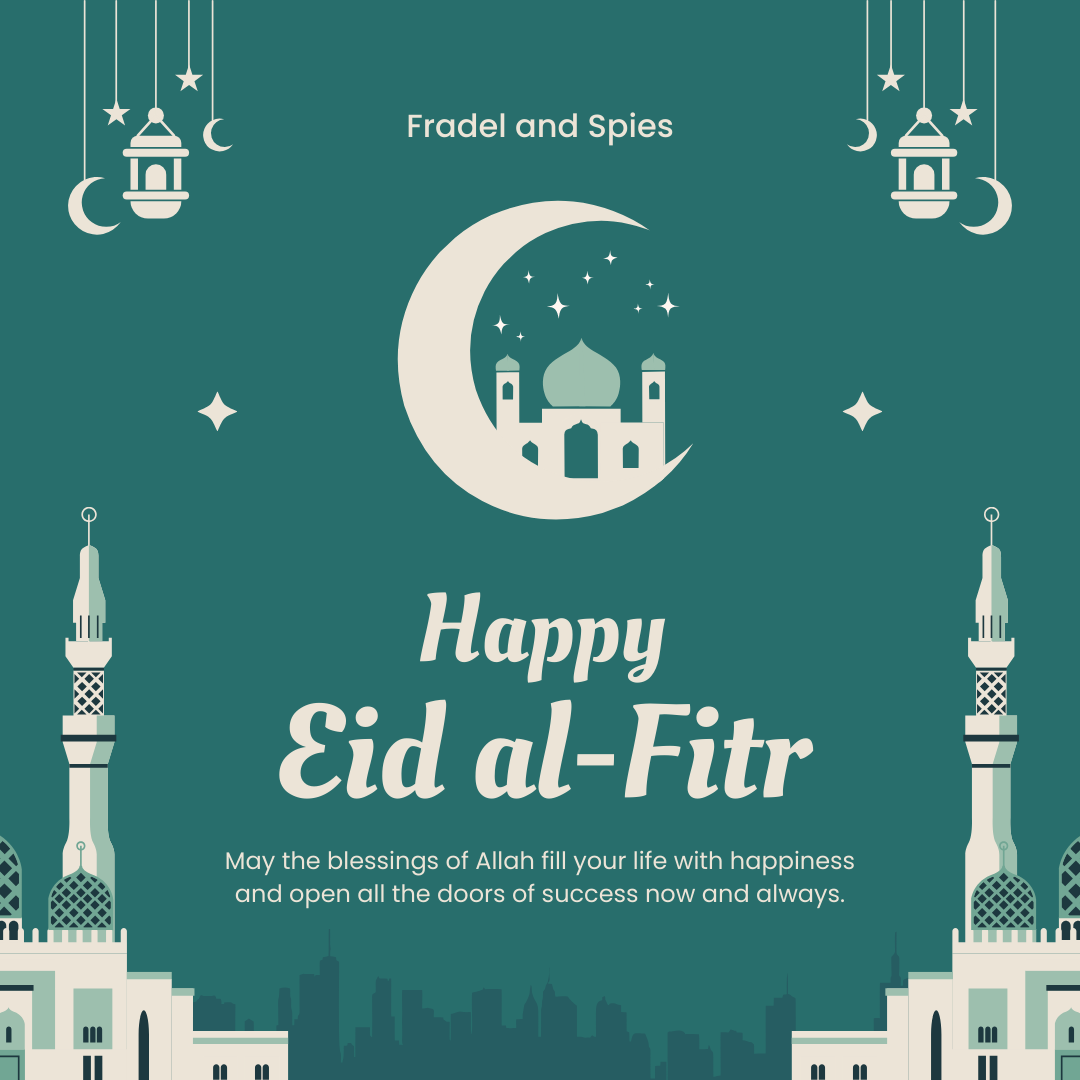 Fradel and Spies
Happy
Eid al-Fitr
May the blessings of Allah fill your life with happiness
and open all the doors of success now and always.